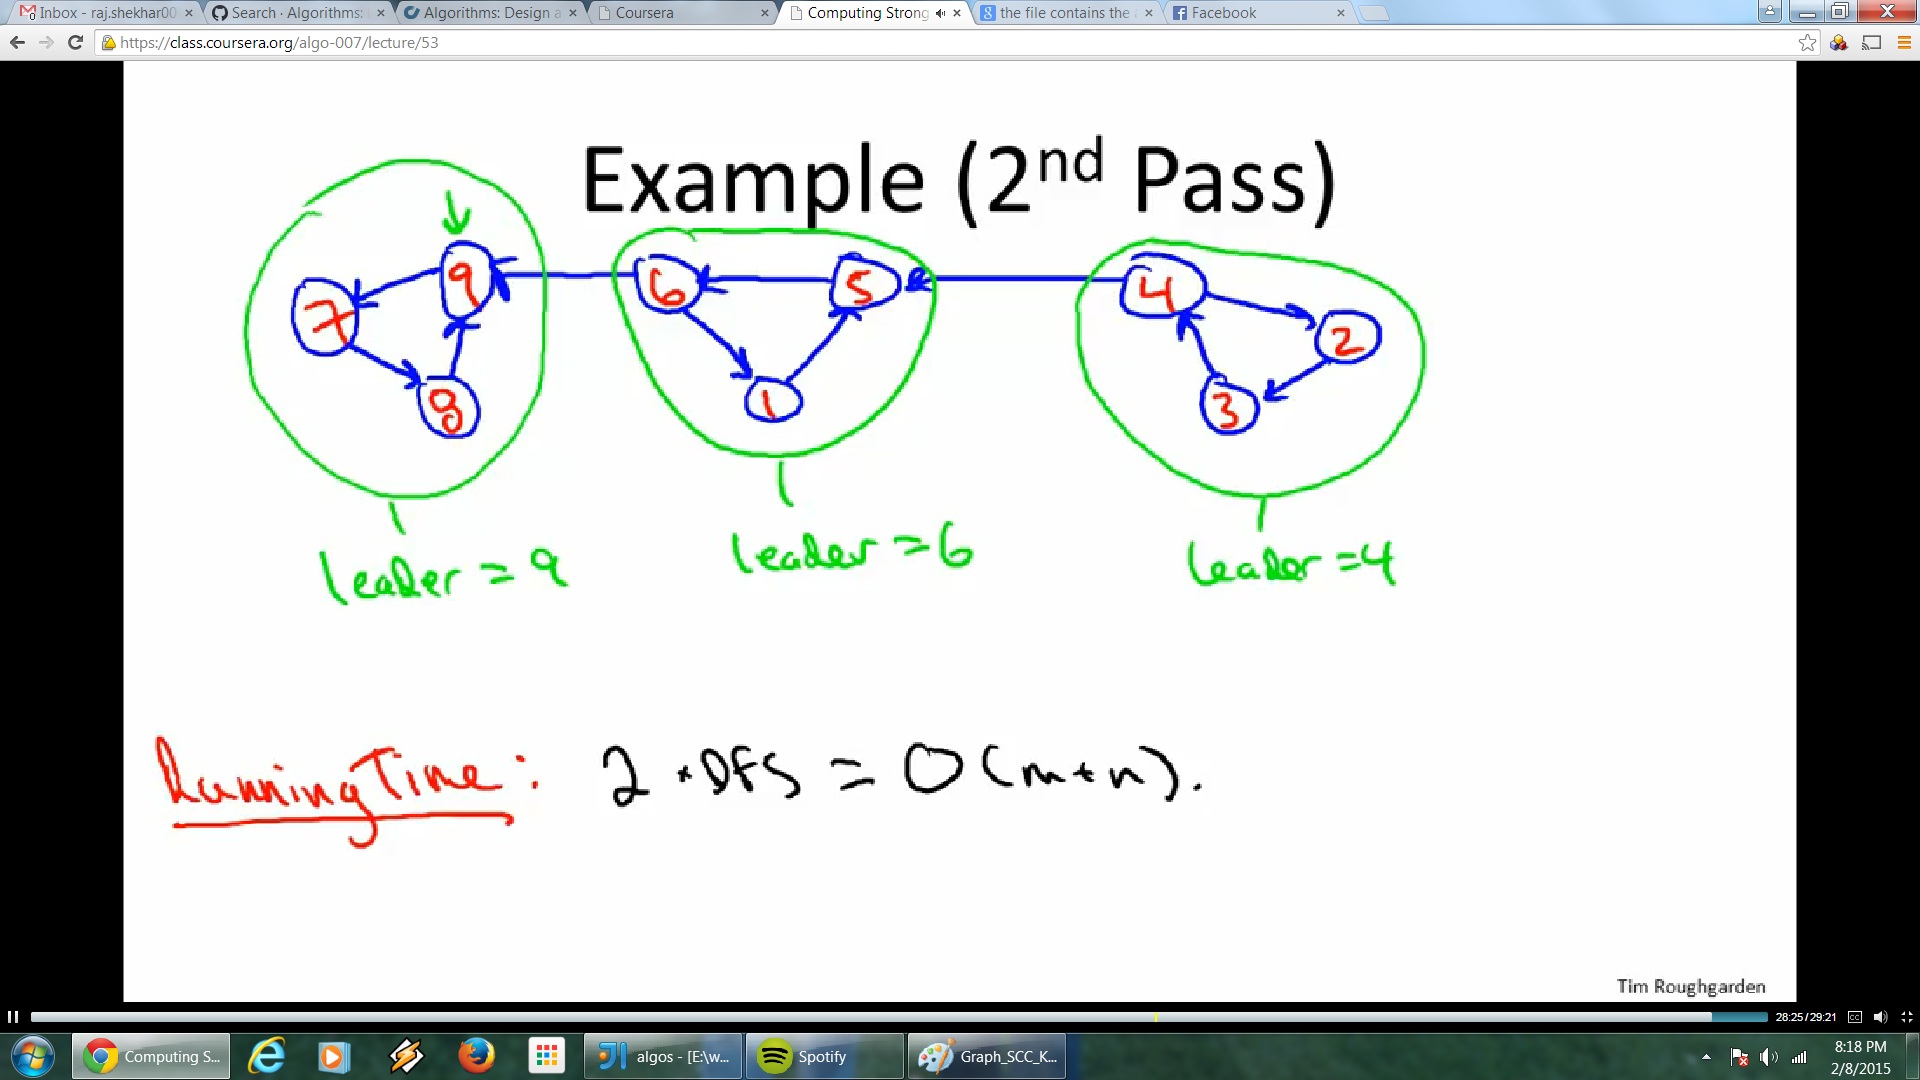 Inbox - raj.shekhar00
Search · Algorithms:
Algorithms: Design a
Coursera
Computing Strong
the file contains the
Facebook
https://class.coursera.org/algo-007/lecture/53
Example (2nd Pass)
9
6
5
4
7
2
8
1
3
leader = 9
leader = 6
leader = 4
Running Time: 2 * DFS = O(m+n).
Tim Roughgarden
28:25/29:21
CC
Computing S...
algos - [E:\w...
Spotify
Graph_SCC_K...
8:18 PM
2/8/2015